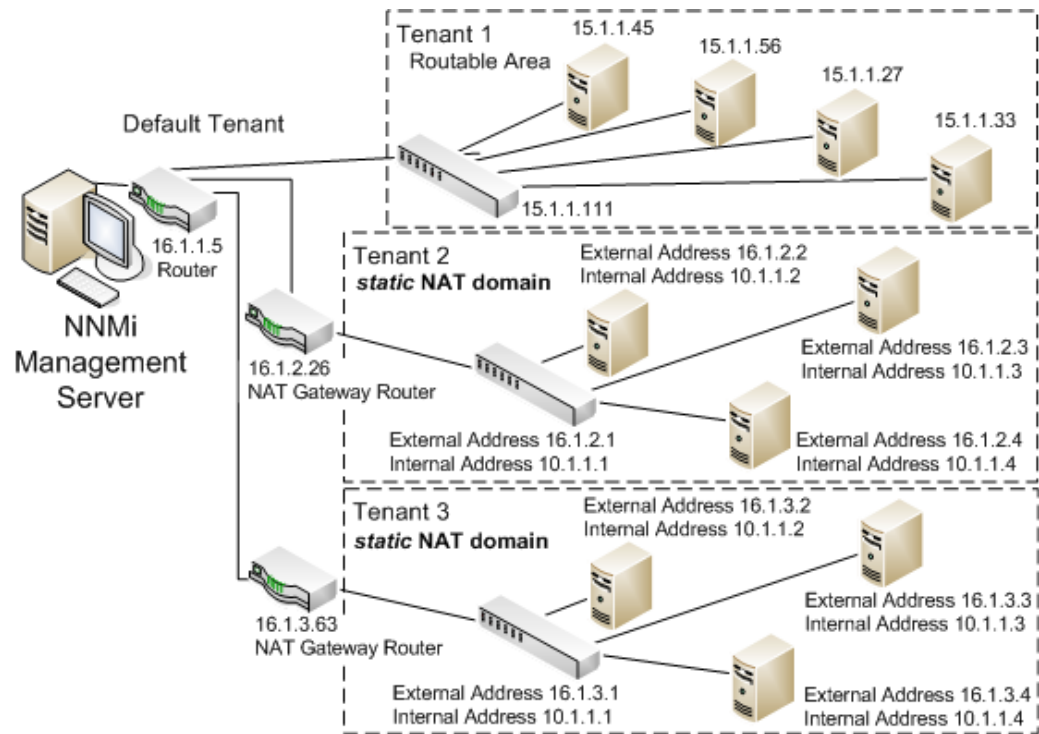 Tenant 1
Routable Area
15.1.1.45
15.1.1.56
15.1.1.27
15.1.1.33
15.1.1.111
Default Tenant
16.1.1.5
Router
NNMi
Management
Server
Tenant 2
static NAT domain
External Address 16.1.2.2
Internal Address 10.1.1.2
External Address 16.1.2.3
Internal Address 10.1.1.3
16.1.2.26
NAT Gateway Router
External Address 16.1.2.1
Internal Address 10.1.1.1
External Address 16.1.2.4
Internal Address 10.1.1.4
Tenant 3
static NAT domain
External Address 16.1.3.2
Internal Address 10.1.1.2
External Address 16.1.3.3
Internal Address 10.1.1.3
16.1.3.63
NAT Gateway Router
External Address 16.1.3.1
Internal Address 10.1.1.1
External Address 16.1.3.4
Internal Address 10.1.1.4